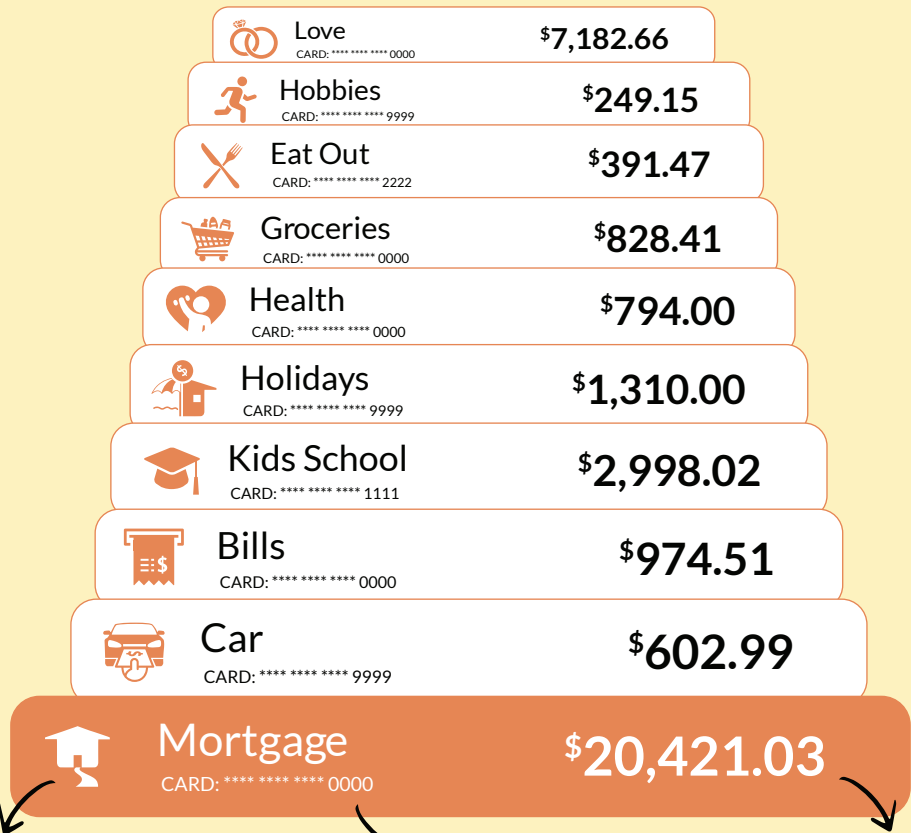 Love $7,182.66
CARD: **** **** **** 0000
Hobbies $249.15
CARD: **** **** **** 9999
Eat Out $391.47
CARD: **** **** **** 2222
Groceries $828.41
CARD: **** **** **** 0000
Health $794.00
CARD: **** **** **** 0000
Holidays $1,310.00
CARD: **** **** **** 9999
Kids School $2,998.02
CARD: **** **** **** 1111
Bills $974.51
CARD: **** **** **** 0000
Car $602.99
CARD: **** **** **** 9999
Mortgage $20,421.03
CARD: **** **** **** 0000